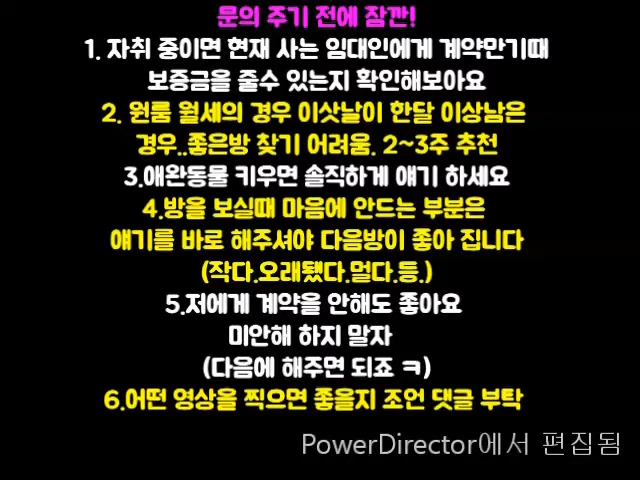 문의 주기 전에 잠깐!
1. 자취 중이면 현재 사는 임대인에게 계약만기때
보증금을 줄수 있는지 확인해보아요
2. 원룸 월세의 경우 이삿날이 한달 이상남은
경우..좋은방 찾기 어려움. 2~3주 추천
3.애완동물 키우면 솔직하게 얘기 하세요
4.방을 보실때 마음에 안드는 부분은
얘기를 바로 해주셔야 다음방이 좋아 집니다
(작다.오래됐다.멀다.등.)
5.저에게 계약을 안해도 좋아요
미안해 하지 말자
(다음에 해주면 되죠 ㅋ)
6.어떤 영상을 찍으면 좋을지 조언 댓글 부탁
PowerDirector에서 편집됨